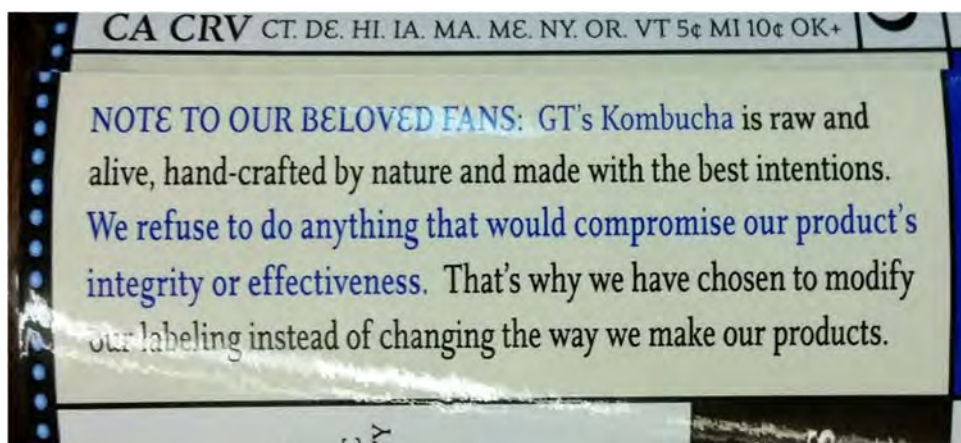 CA CRV CT. DE. HI. IA. MA. ME. NY. OR. VT 5¢ MI 10¢ OK+
NOTE TO OUR BELOVED FANS: GT's Kombucha is raw and
alive, hand-crafted by nature and made with the best intentions.
We refuse to do anything that would compromise our product's
integrity or effectiveness. That's why we have chosen to modify
our labeling instead of changing the way we make our products.